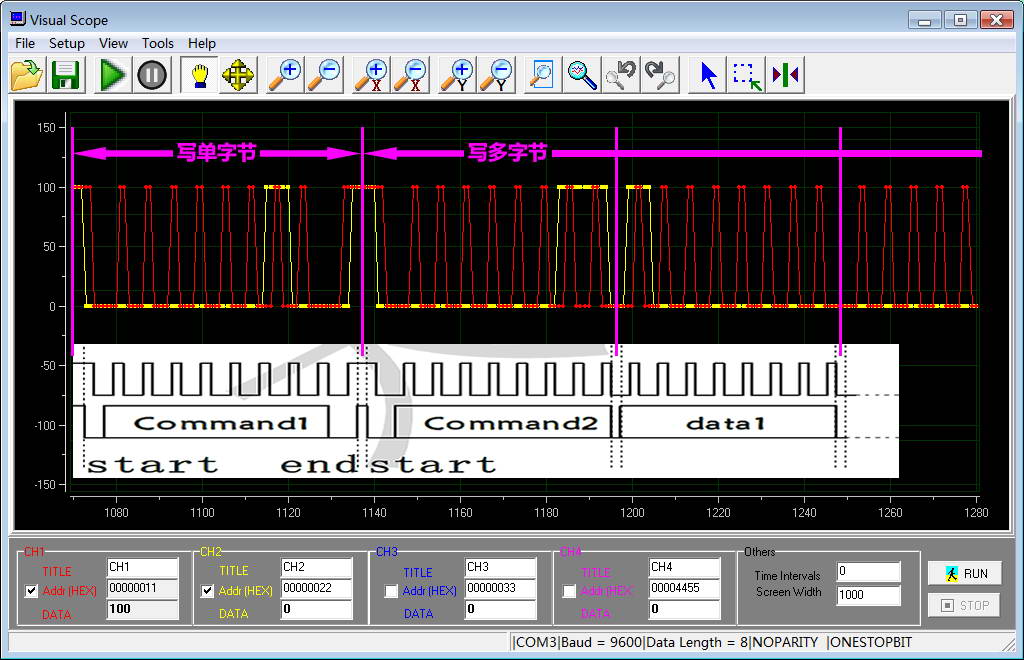 Visual Scope
File Setup View Tools Help
X X Y Y
写单字节 写多字节
150
100
50
0
-50
-100
-150
Command1 Command2 data1
start end start
1080 1100 1120 1140 1160 1180 1200 1220 1240 1260 1280
CH1 CH2 CH3 CH4 Others
TITLE CH1 TITLE CH2 TITLE CH3 TITLE CH4 Time Intervals 0
Addr (HEX) 00000011 Addr (HEX) 00000022 Addr (HEX) 00000033 Addr (HEX 00004455 Screen Width 1000
DATA 100 DATA 0 DATA 0 DATA 0
RUN
STOP
|COM3|Baud = 9600|Data Length = 8|NOPARITY |ONESTOPBIT